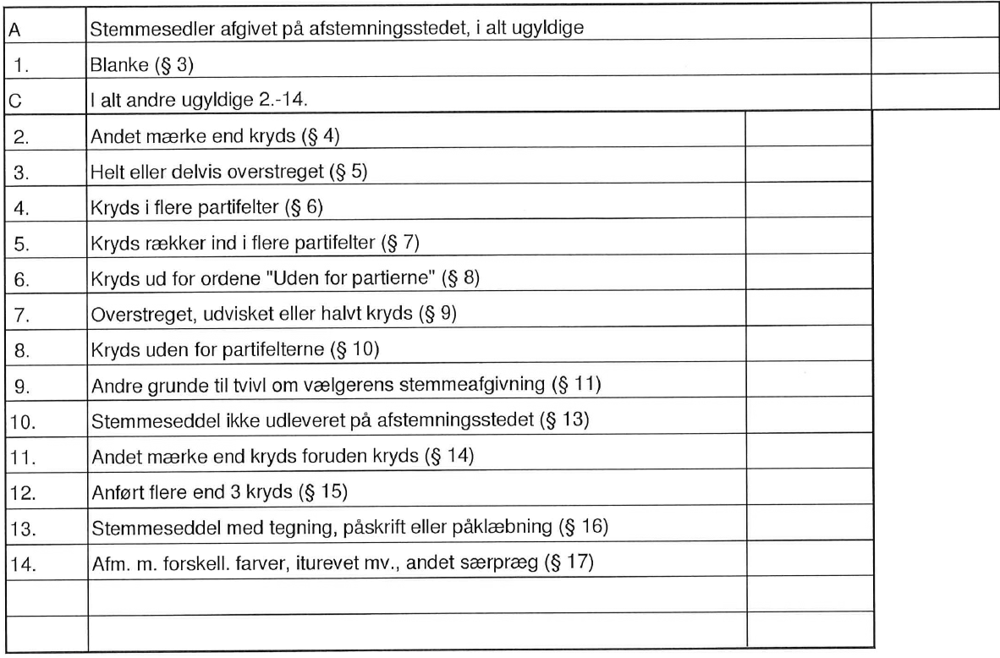 A Stemmesedler afgivet på afstemningsstedet, i alt ugyldige
1. Blanke (§ 3)
C I alt andre ugyldige 2.-14.
2. Andet mærke end kryds (§ 4)
3. Helt eller delvis overstreget (§ 5)
4. Kryds i flere partifelter (§ 6)
5. Kryds rækker ind i flere partifelter (§ 7)
6. Kryds ud for ordene "Uden for partierne" (§ 8)
7. Overstreget, udvisket eller halvt kryds (§ 9)
8. Kryds uden for partifelterne (§ 10)
9. Andre grunde til tvivl om vælgerens stemmeafgivning (§ 11)
10. Stemmeseddel ikke udleveret på afstemningsstedet (§ 13)
11. Andet mærke end kryds foruden kryds (§ 14)
12. Anført flere end 3 kryds (§ 15)
13. Stemmeseddel med tegning, påskrift eller påklæbning (§ 16)
14. Afm. m. forskell. farver, iturevet mv., andet særpræg (§ 17)